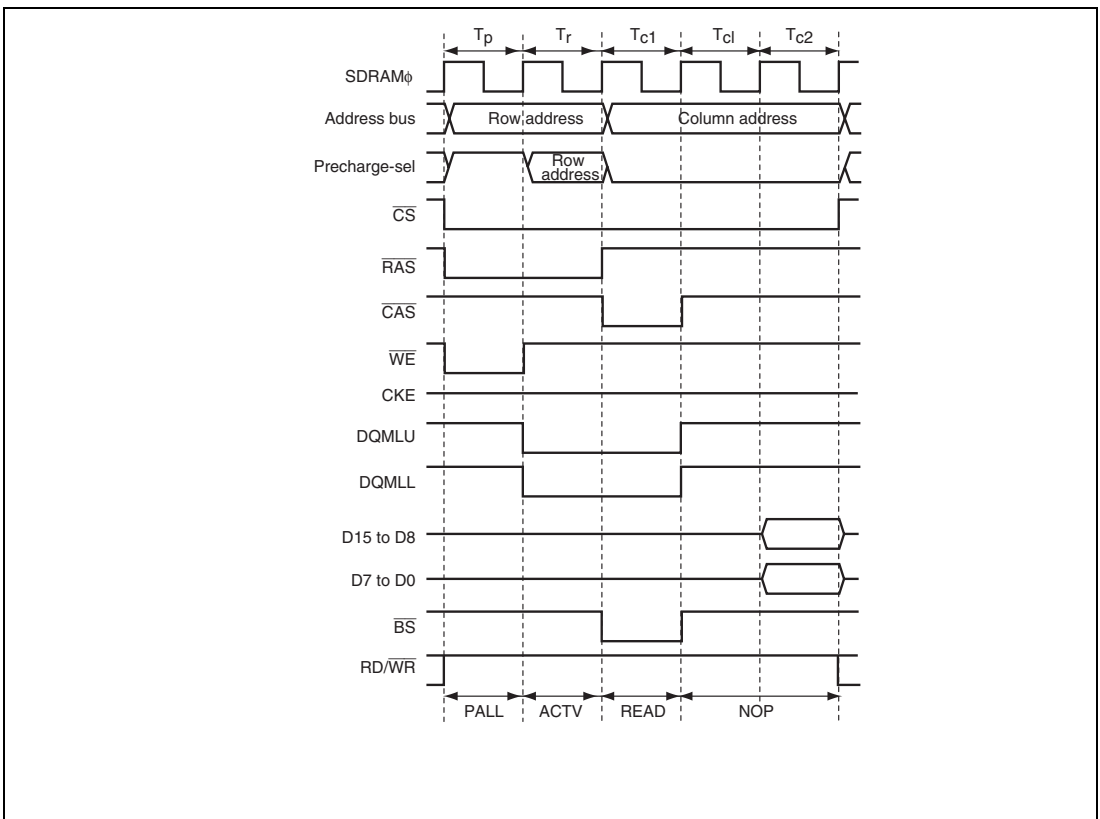 Tp Tr Tc1 Tcl Tc2
SDRAMϕ
Address bus Row address Column address
Precharge-sel Row address
CS
RAS
CAS
WE
CKE
DQMLU
DQMLL
D15 to D8
D7 to D0
BS
RD/WR
PALL ACTV READ NOP